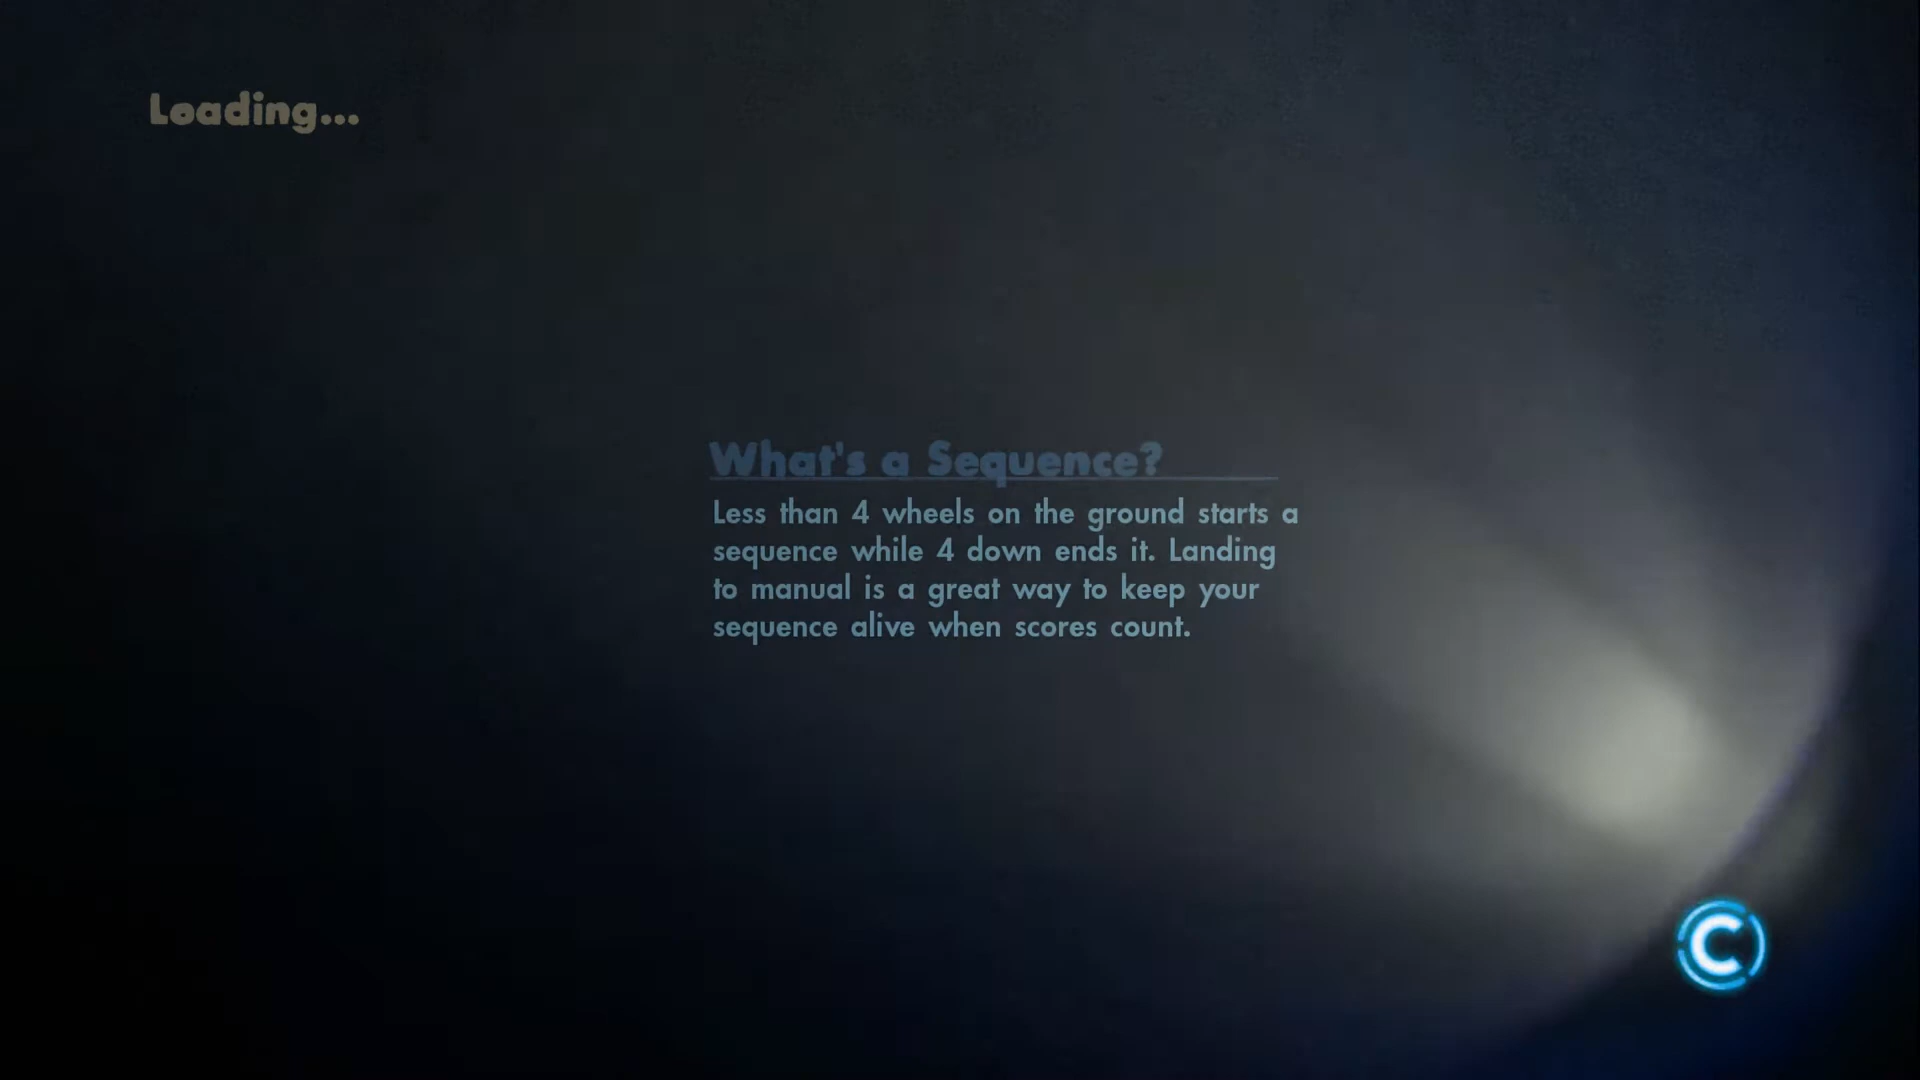 Loading...
What's a Sequence?
Less than 4 wheels on the ground starts a
sequence while 4 down ends it. Landing
to manual is a great way to keep your
sequence alive when scores count.
C